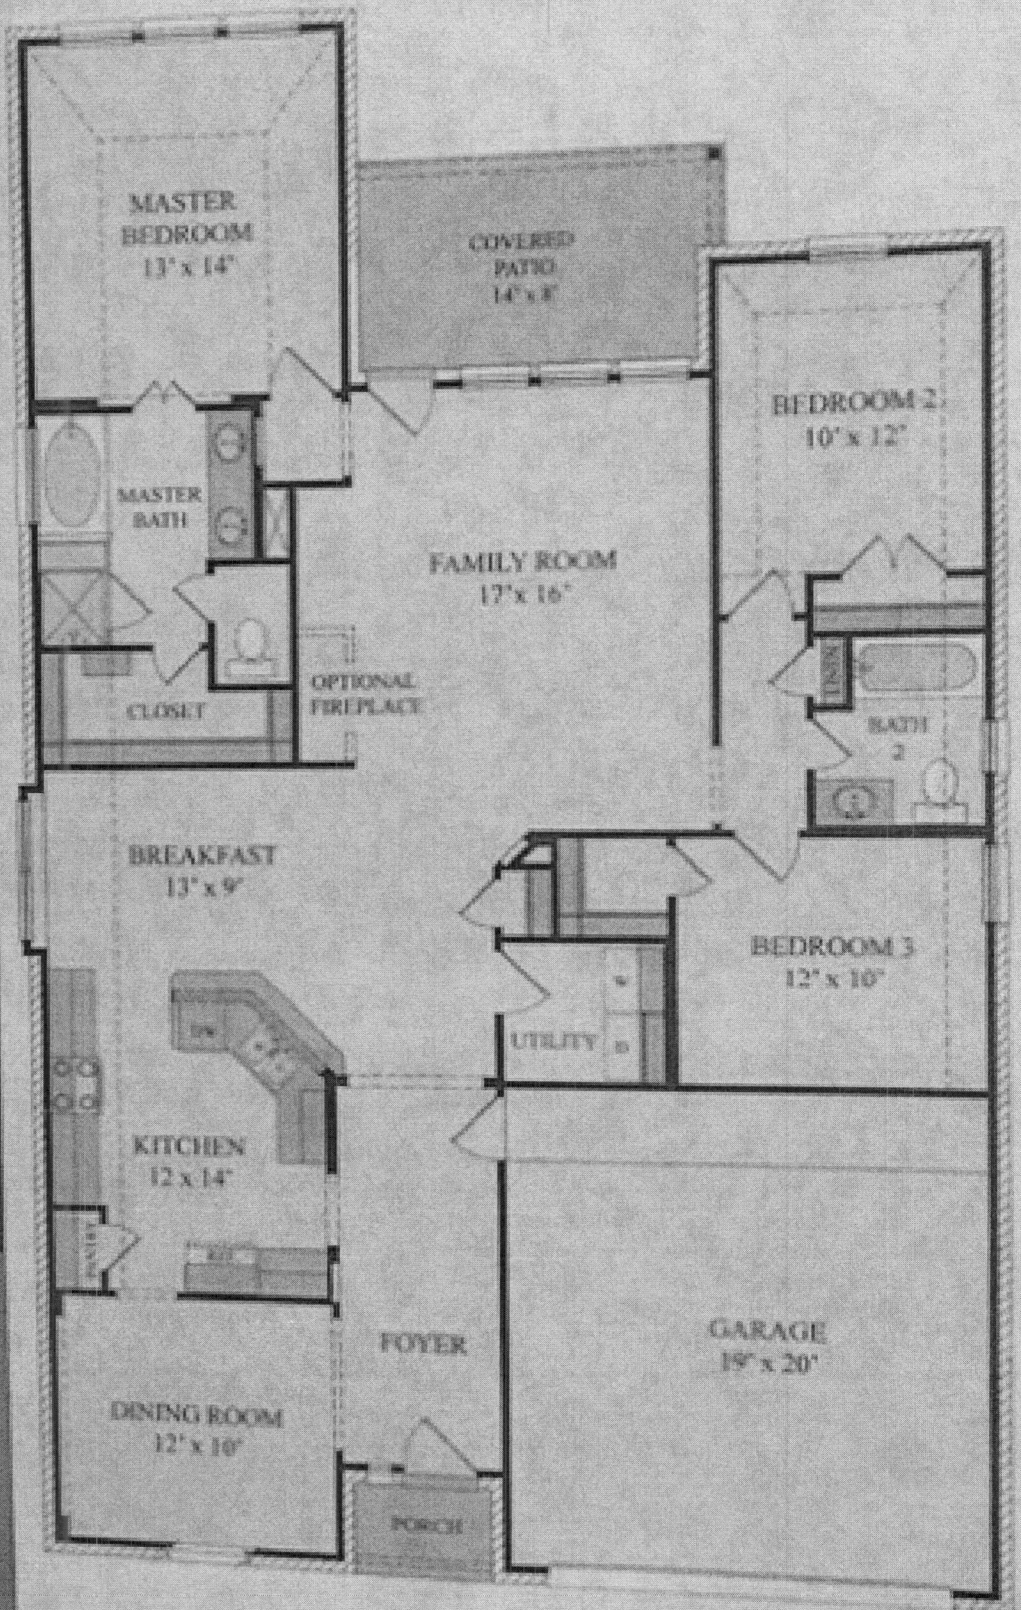 MASTER
BEDROOM
13' x 14'
COVERED
PATIO
14' x 8'
BEDROOM 2
10' x 12'
MASTER
BATH
FAMILY ROOM
17' x 16'
OPTIONAL
FIREPLACE
CLOSET
LINEN
BATH
2
BREAKFAST
13' x 9'
BEDROOM 3
12' x 10'
W
UTILITY
D
DW
KITCHEN
12 x 14'
PANTRY
REF
FOYER
GARAGE
19' x 20'
DINING ROOM
12' x 10'
PORCH